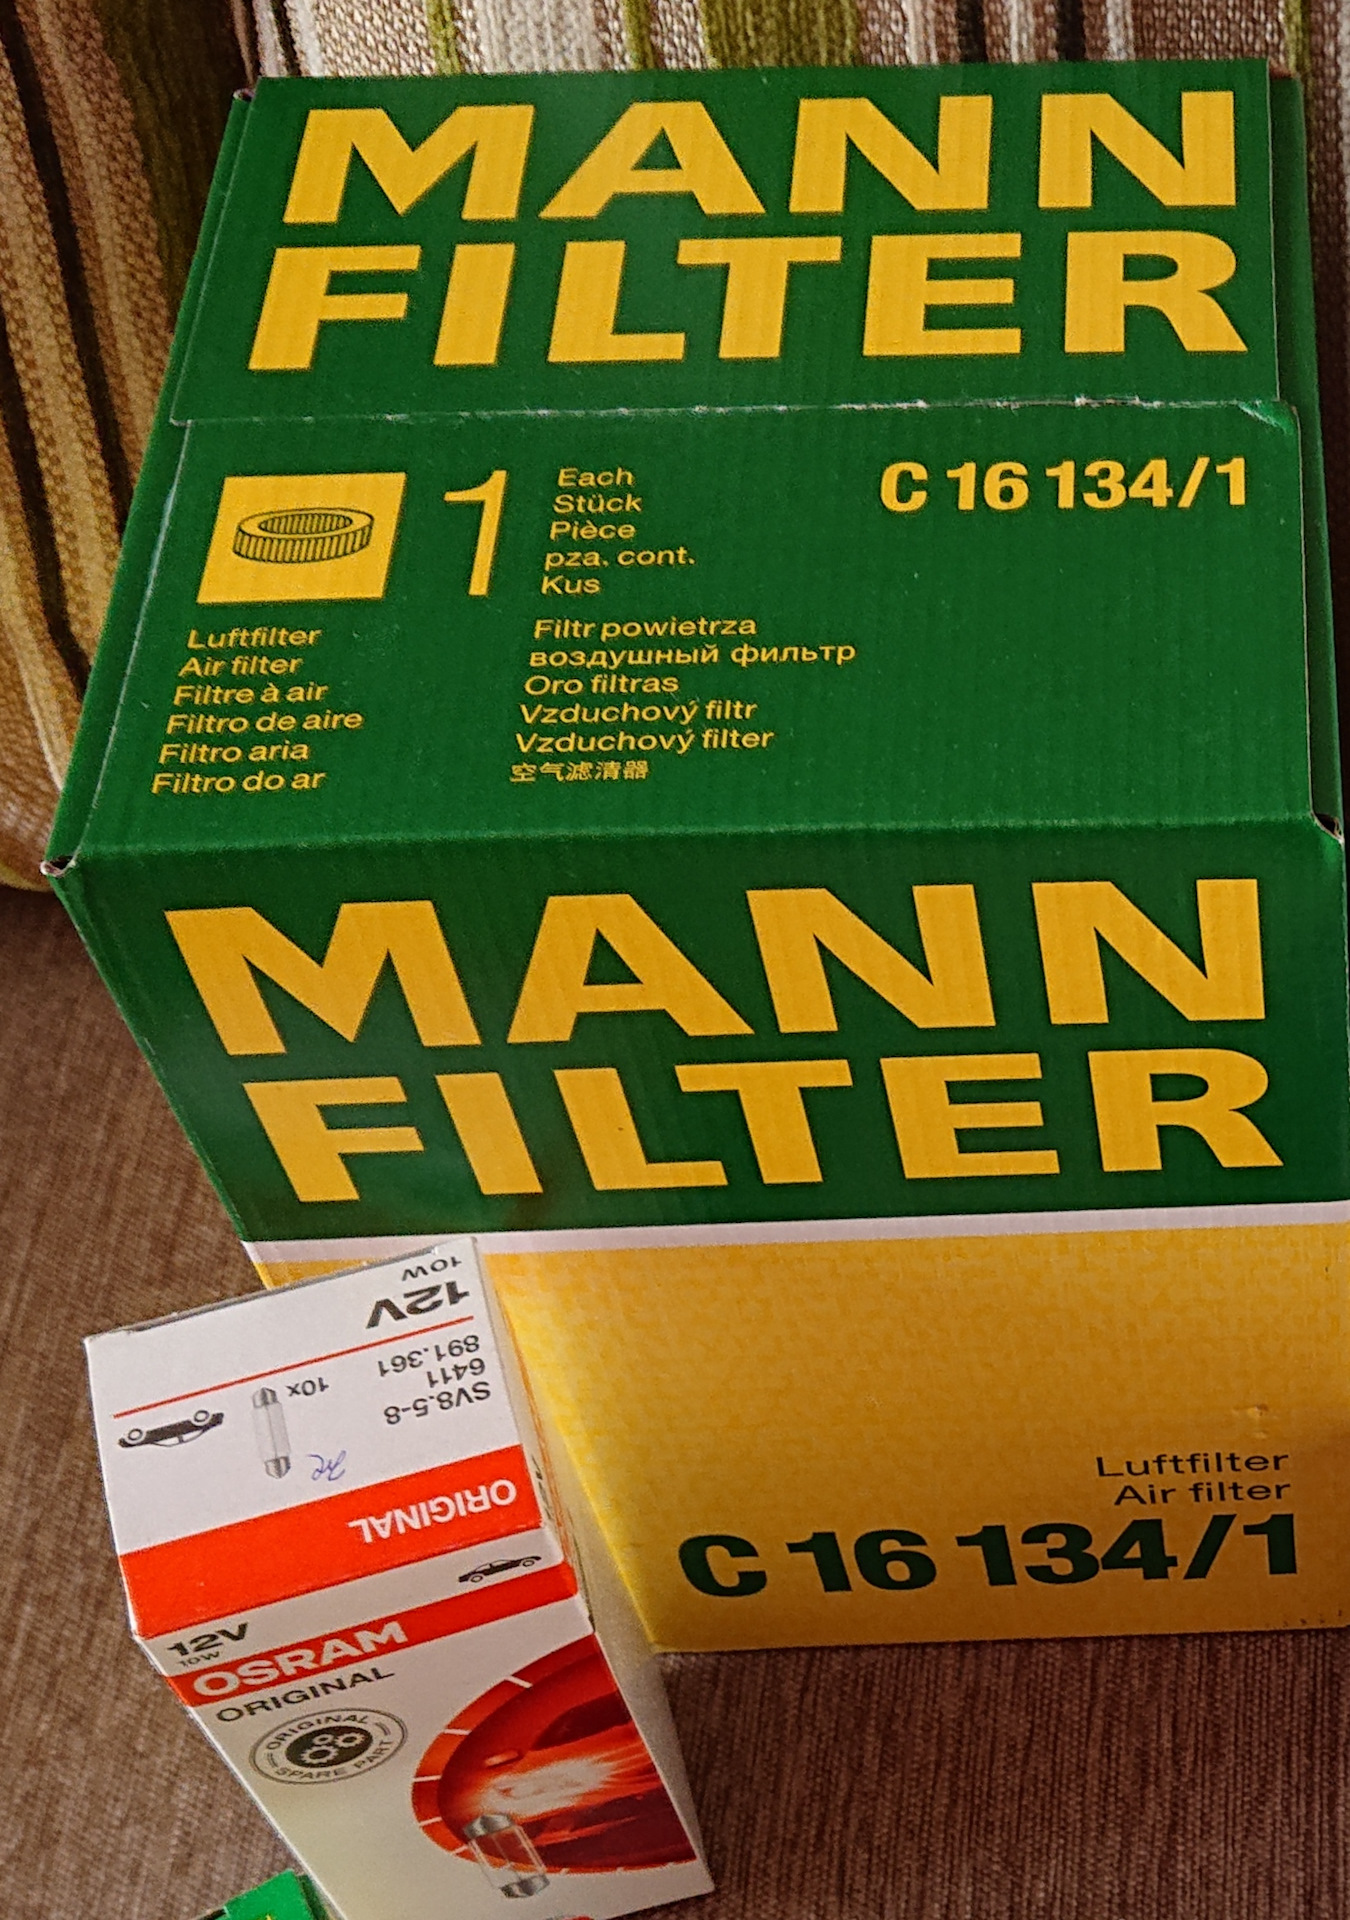 MANN
FILTER
C 16 134/1
1
Each
Stück
Pièce
pza. cont.
Kus
Luftfilter
Air filter
Filtre à air
Filtro de aire
Filtro aria
Filtro do ar
Filtr powietrza
воздушный фильтр
Oro filtras
Vzduchový filtr
Vzduchový filter
空气滤清器
MANN
FILTER
Luftfilter
Air filter
C 16 134/1
ORIGINAL
SV8.5-8
6411
891.361
10x
12V
10W
12V
10W
OSRAM
ORIGINAL
ORIGINAL
SPARE PART